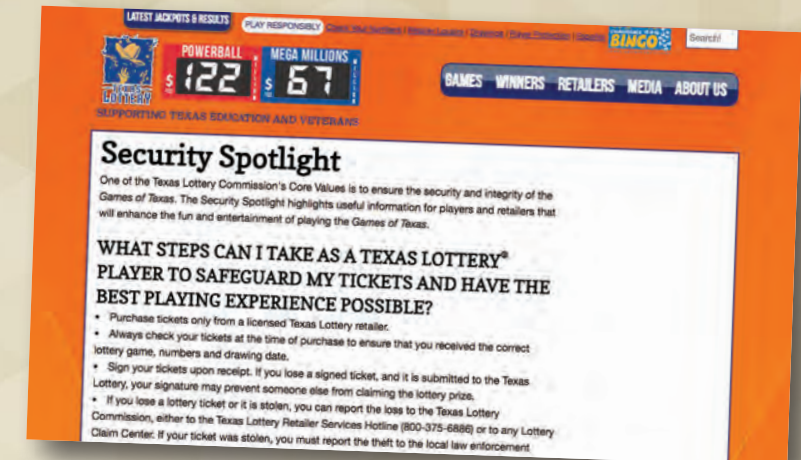 LATEST JACKPOTS & RESULTS
PLAY RESPONSIBLY
BINGO
Search!
TEXAS
LOTTERY
POWERBALL
$ 122 MILLION
MEGA MILLIONS
$ 67 MILLION
GAMES WINNERS RETAILERS MEDIA ABOUT US
SUPPORTING TEXAS EDUCATION AND VETERANS
Security Spotlight
One of the Texas Lottery Commission's Core Values is to ensure the security and integrity of the
Games of Texas. The Security Spotlight highlights useful information for players and retailers that
will enhance the fun and entertainment of playing the Games of Texas.
WHAT STEPS CAN I TAKE AS A TEXAS LOTTERY®
PLAYER TO SAFEGUARD MY TICKETS AND HAVE THE
BEST PLAYING EXPERIENCE POSSIBLE?
• Purchase tickets only from a licensed Texas Lottery retailer.
• Always check your tickets at the time of purchase to ensure that you received the correct
lottery game, numbers and drawing date.
• Sign your tickets upon receipt. If you lose a signed ticket, and it is submitted to the Texas
Lottery, your signature may prevent someone else from claiming the lottery prize.
• If you lose a lottery ticket or it is stolen, you can report the loss to the Texas Lottery
Commission, either to the Texas Lottery Retailer Services Hotline (800-375-6886) or to any Lottery
Claim Center. If your ticket was stolen, you must report the theft to the local law enforcement